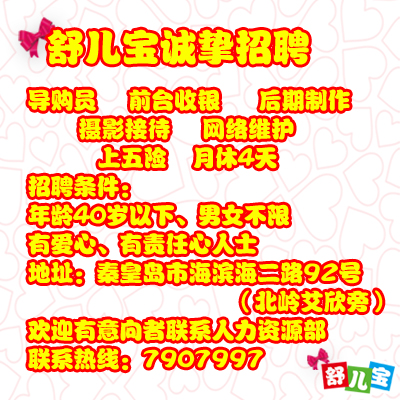 舒儿宝诚挚招聘
导购员 前台收银 后期制作
摄影接待 网络维护
上五险 月休4天
招聘条件:
年龄40岁以下、男女不限
有爱心、有责任心人士
地址:秦皇岛市海滨海二路92号
(北岭艾欣旁)
欢迎有意向者联系人力资源部
联系热线:7907997
舒儿宝